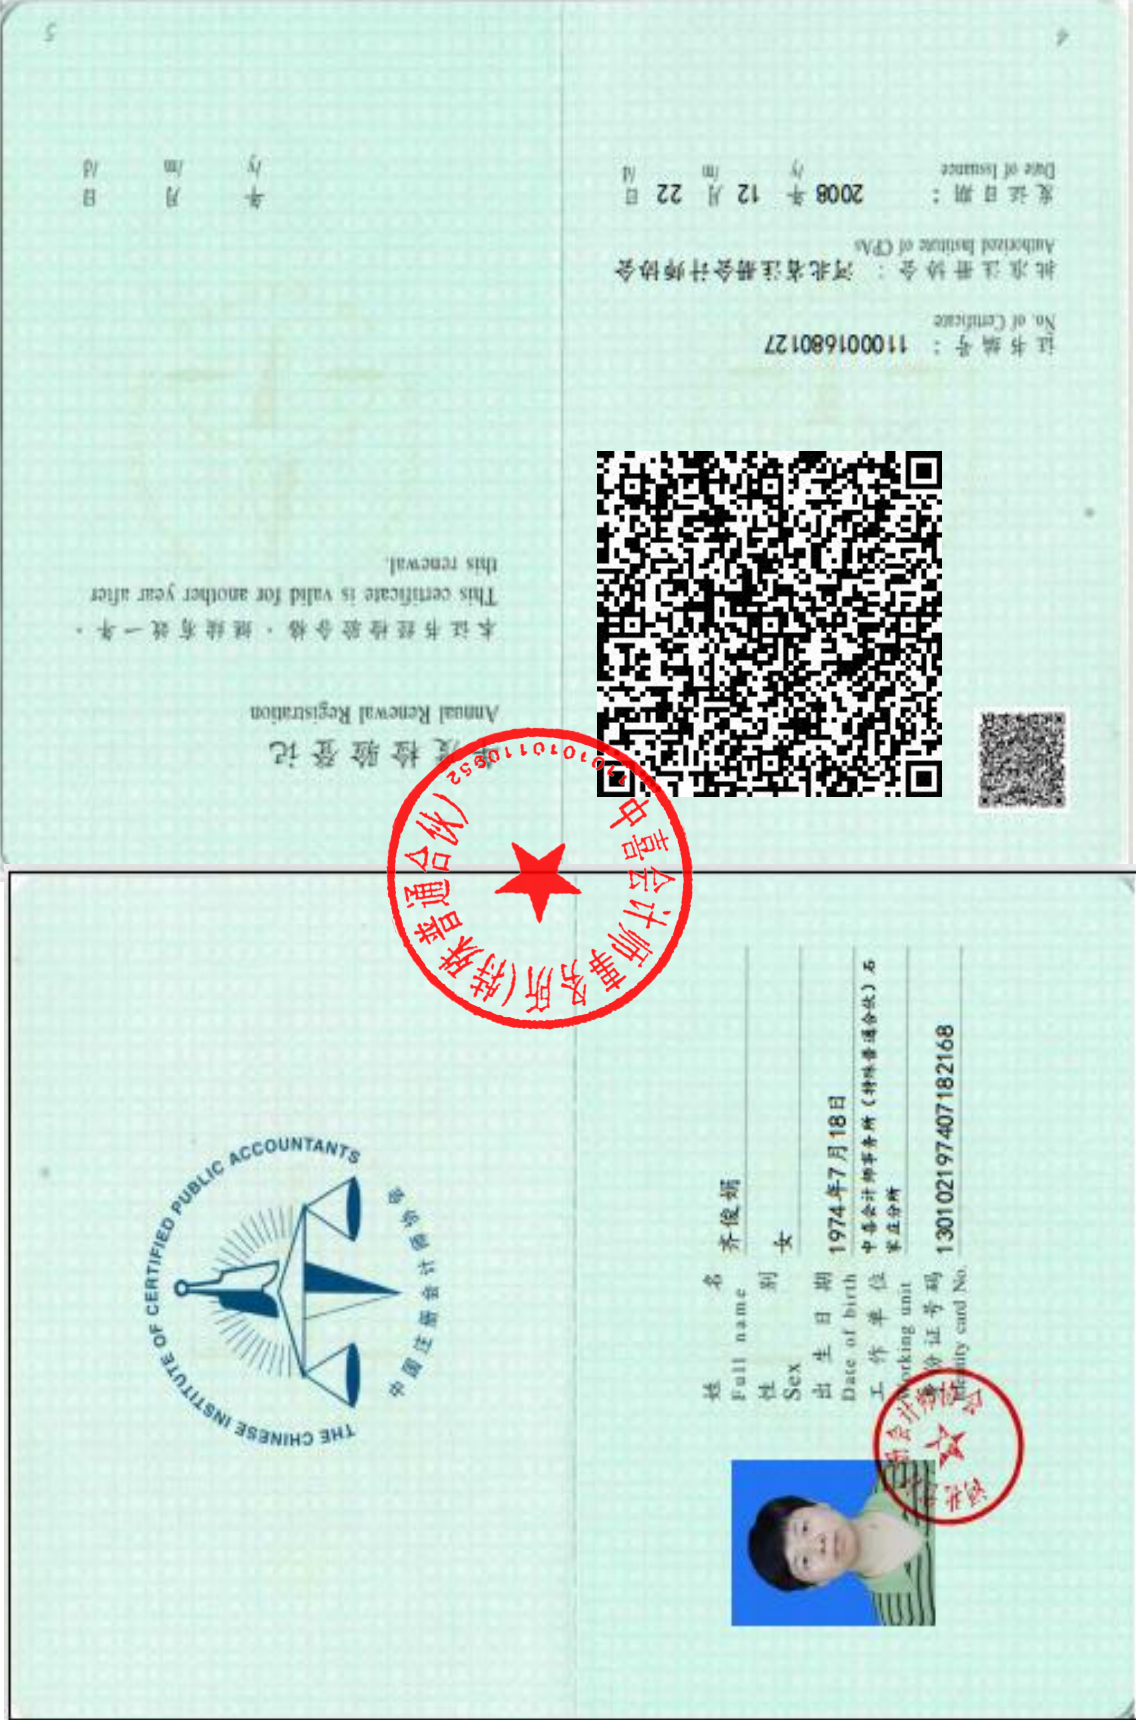 证书编号： 110001680127
No. of Certificate
批准注册协会： 河北省注册会计师协会
Authorized Institute of CPAs
发证日期： 2008 年 12 月 22 日
Date of Issuance /y /m /d
4
年度检验登记
Annual Renewal Registration
本证书经检验合格，继续有效一年。
This certificate is valid for another year after
this renewal.
年 月 日
/y /m /d
5
中喜会计师事务所(特殊普通合伙)
THE CHINESE INSTITUTE OF CERTIFIED PUBLIC ACCOUNTANTS
中国注册会计师协会
姓 名 齐俊娟
Full name
性 别 女
Sex
出生日期 1974年7月18日
Date of birth
工作单位 中喜会计师事务所（特殊普通合伙）石
家庄分所
Working unit
身份证号码 130102197407182168
Identity card No.